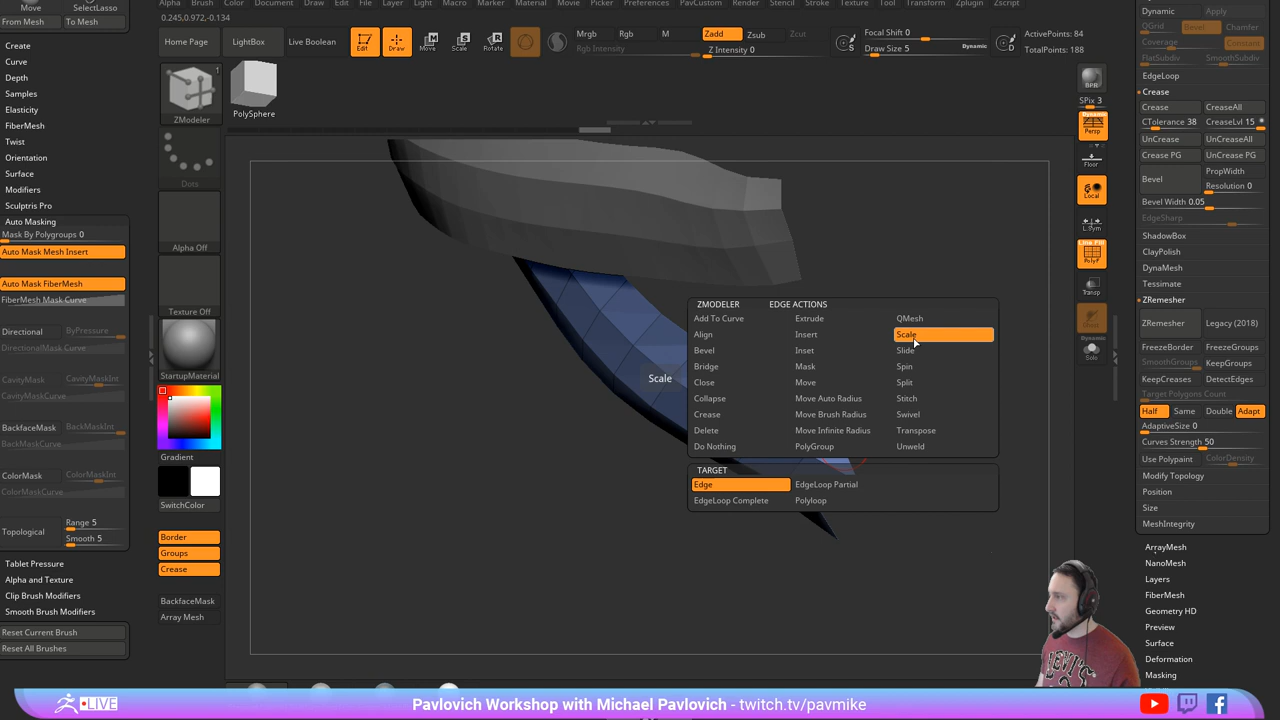 Alpha Brush Color Document Draw Edit File Layer Light Macro Marker Material Movie Picker Preferences PavCustom Render Stencil Stroke Texture Tool Transform Zplugin Zscript
0.245,0.972,-0.134
Move SelectLasso
From Mesh To Mesh
Create
Curve
Depth
Samples
Elasticity
FiberMesh
Twist
Orientation
Surface
Modifiers
Sculptris Pro
Auto Masking
Mask By Polygroups 0
Auto Mask Mesh Insert
Auto Mask FiberMesh
FiberMesh Mask Curve
Directional ByPressure
DirectionalMask Curve
CavityMask CavityMaskInt
CavityMaskCurve
BackfaceMask BackMaskInt
BackMaskCurve
ColorMask ColorMaskInt
ColorMaskCurve
Topological
Range 5
Smooth 5
Tablet Pressure
Alpha and Texture
Clip Brush Modifiers
Smooth Brush Modifiers
Reset Current Brush
Reset All Brushes
Home Page LightBox Live Boolean
Edit Draw Move Scale Rotate
Mrgb Rgb M
Rgb Intensity
Zadd Zsub Zcut
Z Intensity 0
S
Focal Shift 0
Draw Size 5 Dynamic
D
ActivePoints: 84
TotalPoints: 188
1
ZModeler
PolySphere
Dots
Alpha Off
Texture Off
StartupMaterial
Gradient
SwitchColor
Border
Groups
Crease
BackfaceMask
Array Mesh
ZMODELER EDGE ACTIONS
Add To Curve Extrude QMesh
Align Insert Scale
Bevel Inset Slide
Bridge Mask Spin
Close Move Split
Collapse Move Auto Radius Stitch
Crease Move Brush Radius Swivel
Delete Move Infinite Radius Transpose
Do Nothing PolyGroup Unweld
Scale
TARGET
Edge EdgeLoop Partial
EdgeLoop Complete Polyloop
BPR
SPix 3
Dynamic
Persp
Floor
Local
L.Sym
Line Fill
Polyf
Transp
Ghost
Dynamic
Solo
Dynamic Apply
QGrid Bevel Chamfer
Coverage Constant
FlatSubdiv SmoothSubdiv
EdgeLoop
Crease
Crease CreaseAll
CTolerance 38 CreaseLvl 15
UnCrease UnCreaseAll
Crease PG UnCrease PG
Bevel
PropWidth
Resolution 0
Bevel Width 0.05
EdgeSharp
ShadowBox
ClayPolish
DynaMesh
Tessimate
ZRemesher
ZRemesher Legacy (2018)
FreezeBorder FreezeGroups
SmoothGroups KeepGroups
KeepCreases DetectEdges
Target Polygons Count
Half Same Double Adapt
AdaptiveSize 0
Curves Strength 50
Use Polypaint ColorDensity
Modify Topology
Position
Size
MeshIntegrity
ArrayMesh
NanoMesh
Layers
FiberMesh
Geometry HD
Preview
Surface
Deformation
Masking
LEVI'S
LIVE
Pavlovich Workshop with Michael Pavlovich - twitch.tv/pavmike